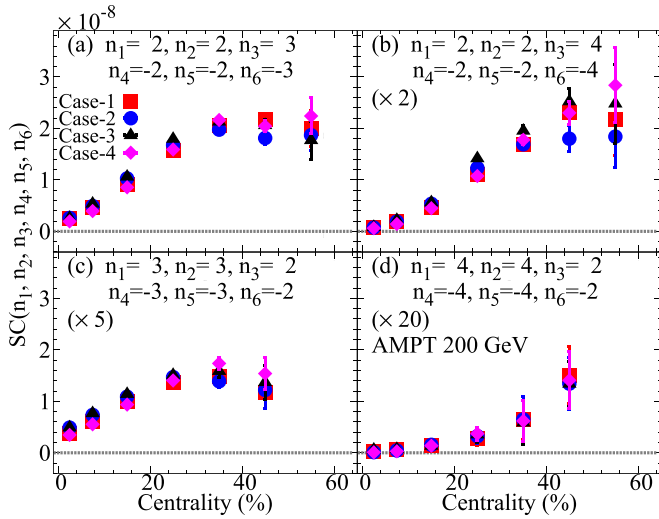 × 10⁻⁸
(a) n₁= 2, n₂= 2, n₃= 3
n₄=-2, n₅=-2, n₆=-3
Case-1
Case-2
Case-3
Case-4
(b) n₁= 2, n₂= 2, n₃= 4
n₄=-2, n₅=-2, n₆=-4
(× 2)
3
2
1
0
SC(n₁, n₂, n₃, n₄, n₅, n₆)
(c) n₁= 3, n₂= 3, n₃= 2
n₄=-3, n₅=-3, n₆=-2
(× 5)
(d) n₁= 4, n₂= 4, n₃= 2
n₄=-4, n₅=-4, n₆=-2
(× 20)
AMPT 200 GeV
3
2
1
0
0 20 40 60
0 20 40 60
Centrality (%)
Centrality (%)